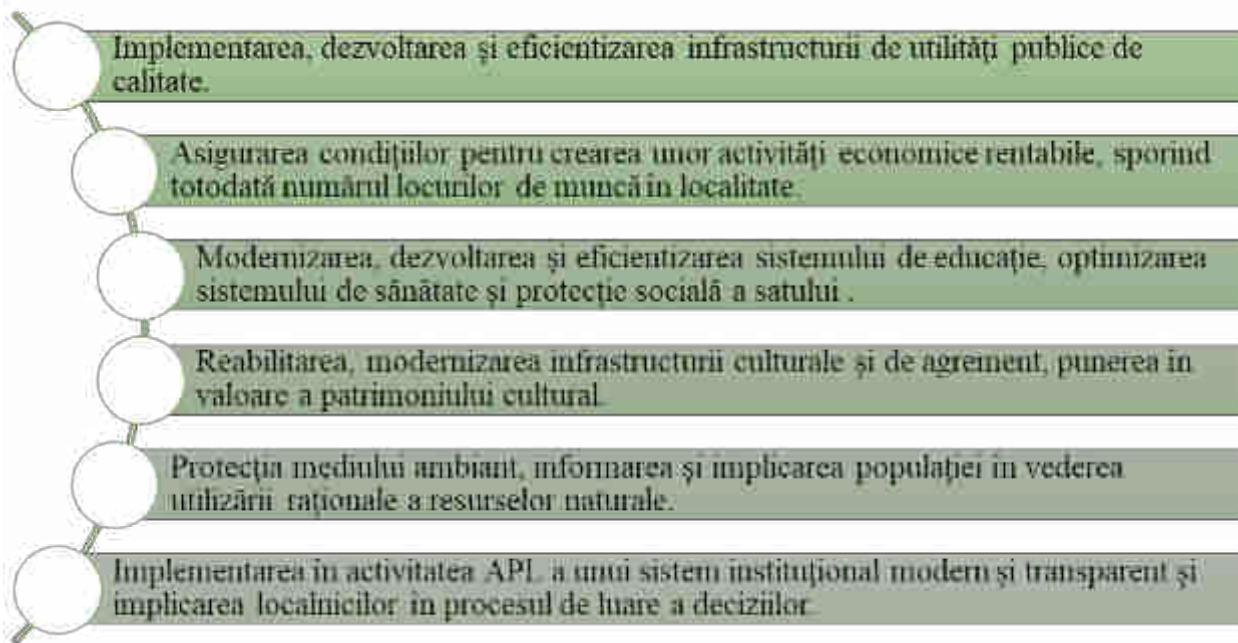 Implementarea, dezvoltarea și eficientizarea infrastructurii de utilități publice de
calitate.
Asigurarea condițiilor pentru crearea unor activități economice rentabile, sporind
totodată numărul locurilor de muncă în localitate.
Modernizarea, dezvoltarea și eficientizarea sistemului de educație, optimizarea
sistemului de sănătate și protecție socială a satului .
Reabilitarea, modernizarea infrastructurii culturale și de agrement, punerea in
valoare a patrimoniului cultural.
Protecția mediului ambiant, informarea și implicarea populației în vederea
utilizării raționale a resurselor naturale.
Implementarea în activitatea APL a unui sistem instituțional modern și transparent și
implicarea localnicilor în procesul de luare a deciziilor.